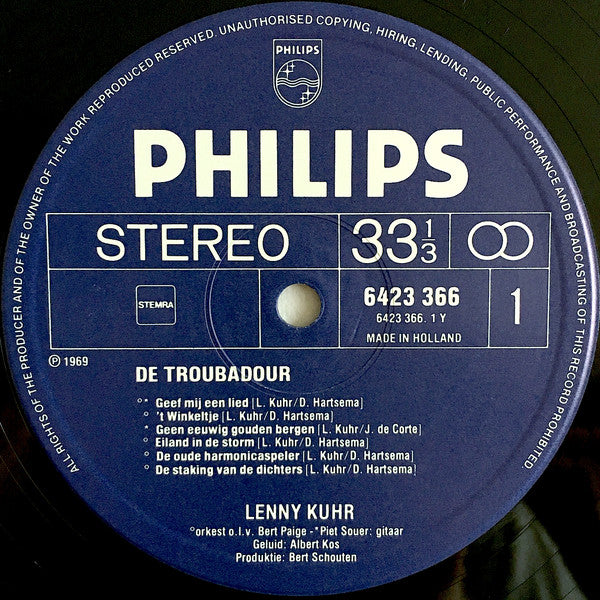 ALL RIGHTS OF THE PRODUCER AND OF THE OWNER OF THE WORK REPRODUCED RESERVED. UNAUTHORISED COPYING, HIRING, LENDING, PUBLIC PERFORMANCE AND BROADCASTING OF THIS RECORD PROHIBITED.
PHILIPS
PHILIPS
STEREO 33 1/3
STEMRA
6423 366
6423 366. 1 Y
MADE IN HOLLAND
1
℗ 1969
DE TROUBADOUR
°* Geef mij een lied [L. Kuhr/D. Hartsema]
° 't Winkeltje [L. Kuhr/D. Hartsema]
* Geen eeuwig gouden bergen [L. Kuhr/J. de Corte]
° Eiland in de storm [L. Kuhr/D. Hartsema]
° De oude harmonicaspeler [L. Kuhr/D. Hartsema]
° De staking van de dichters [L. Kuhr/D. Hartsema]
LENNY KUHR
°orkest o.l.v. Bert Paige - *Piet Souer: gitaar
Geluid: Albert Kos
Produktie: Bert Schouten